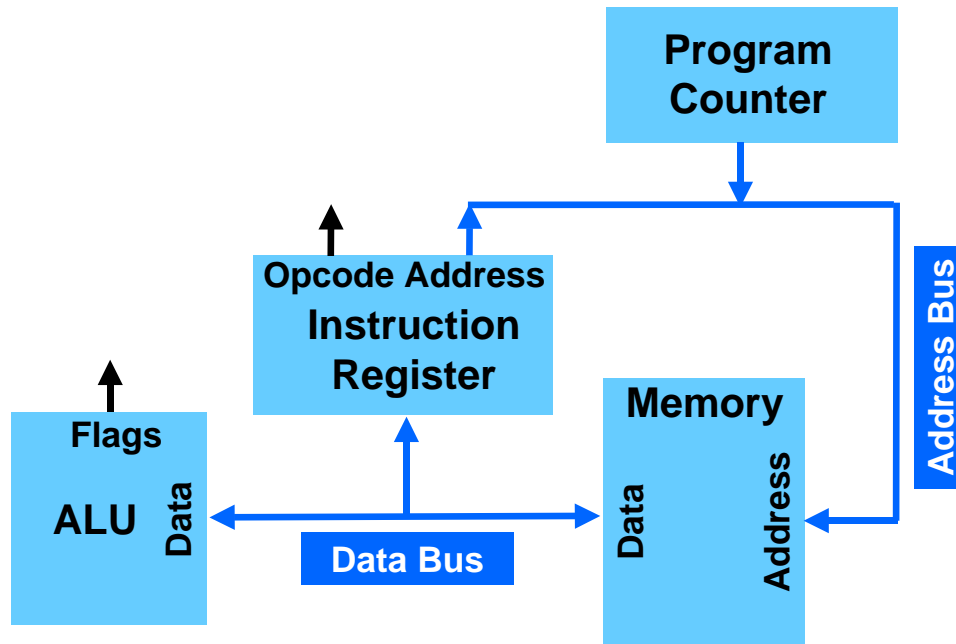 Program
Counter
Opcode Address
Instruction
Register
Address Bus
Memory
Flags
ALU
Data
Data
Address
Data Bus